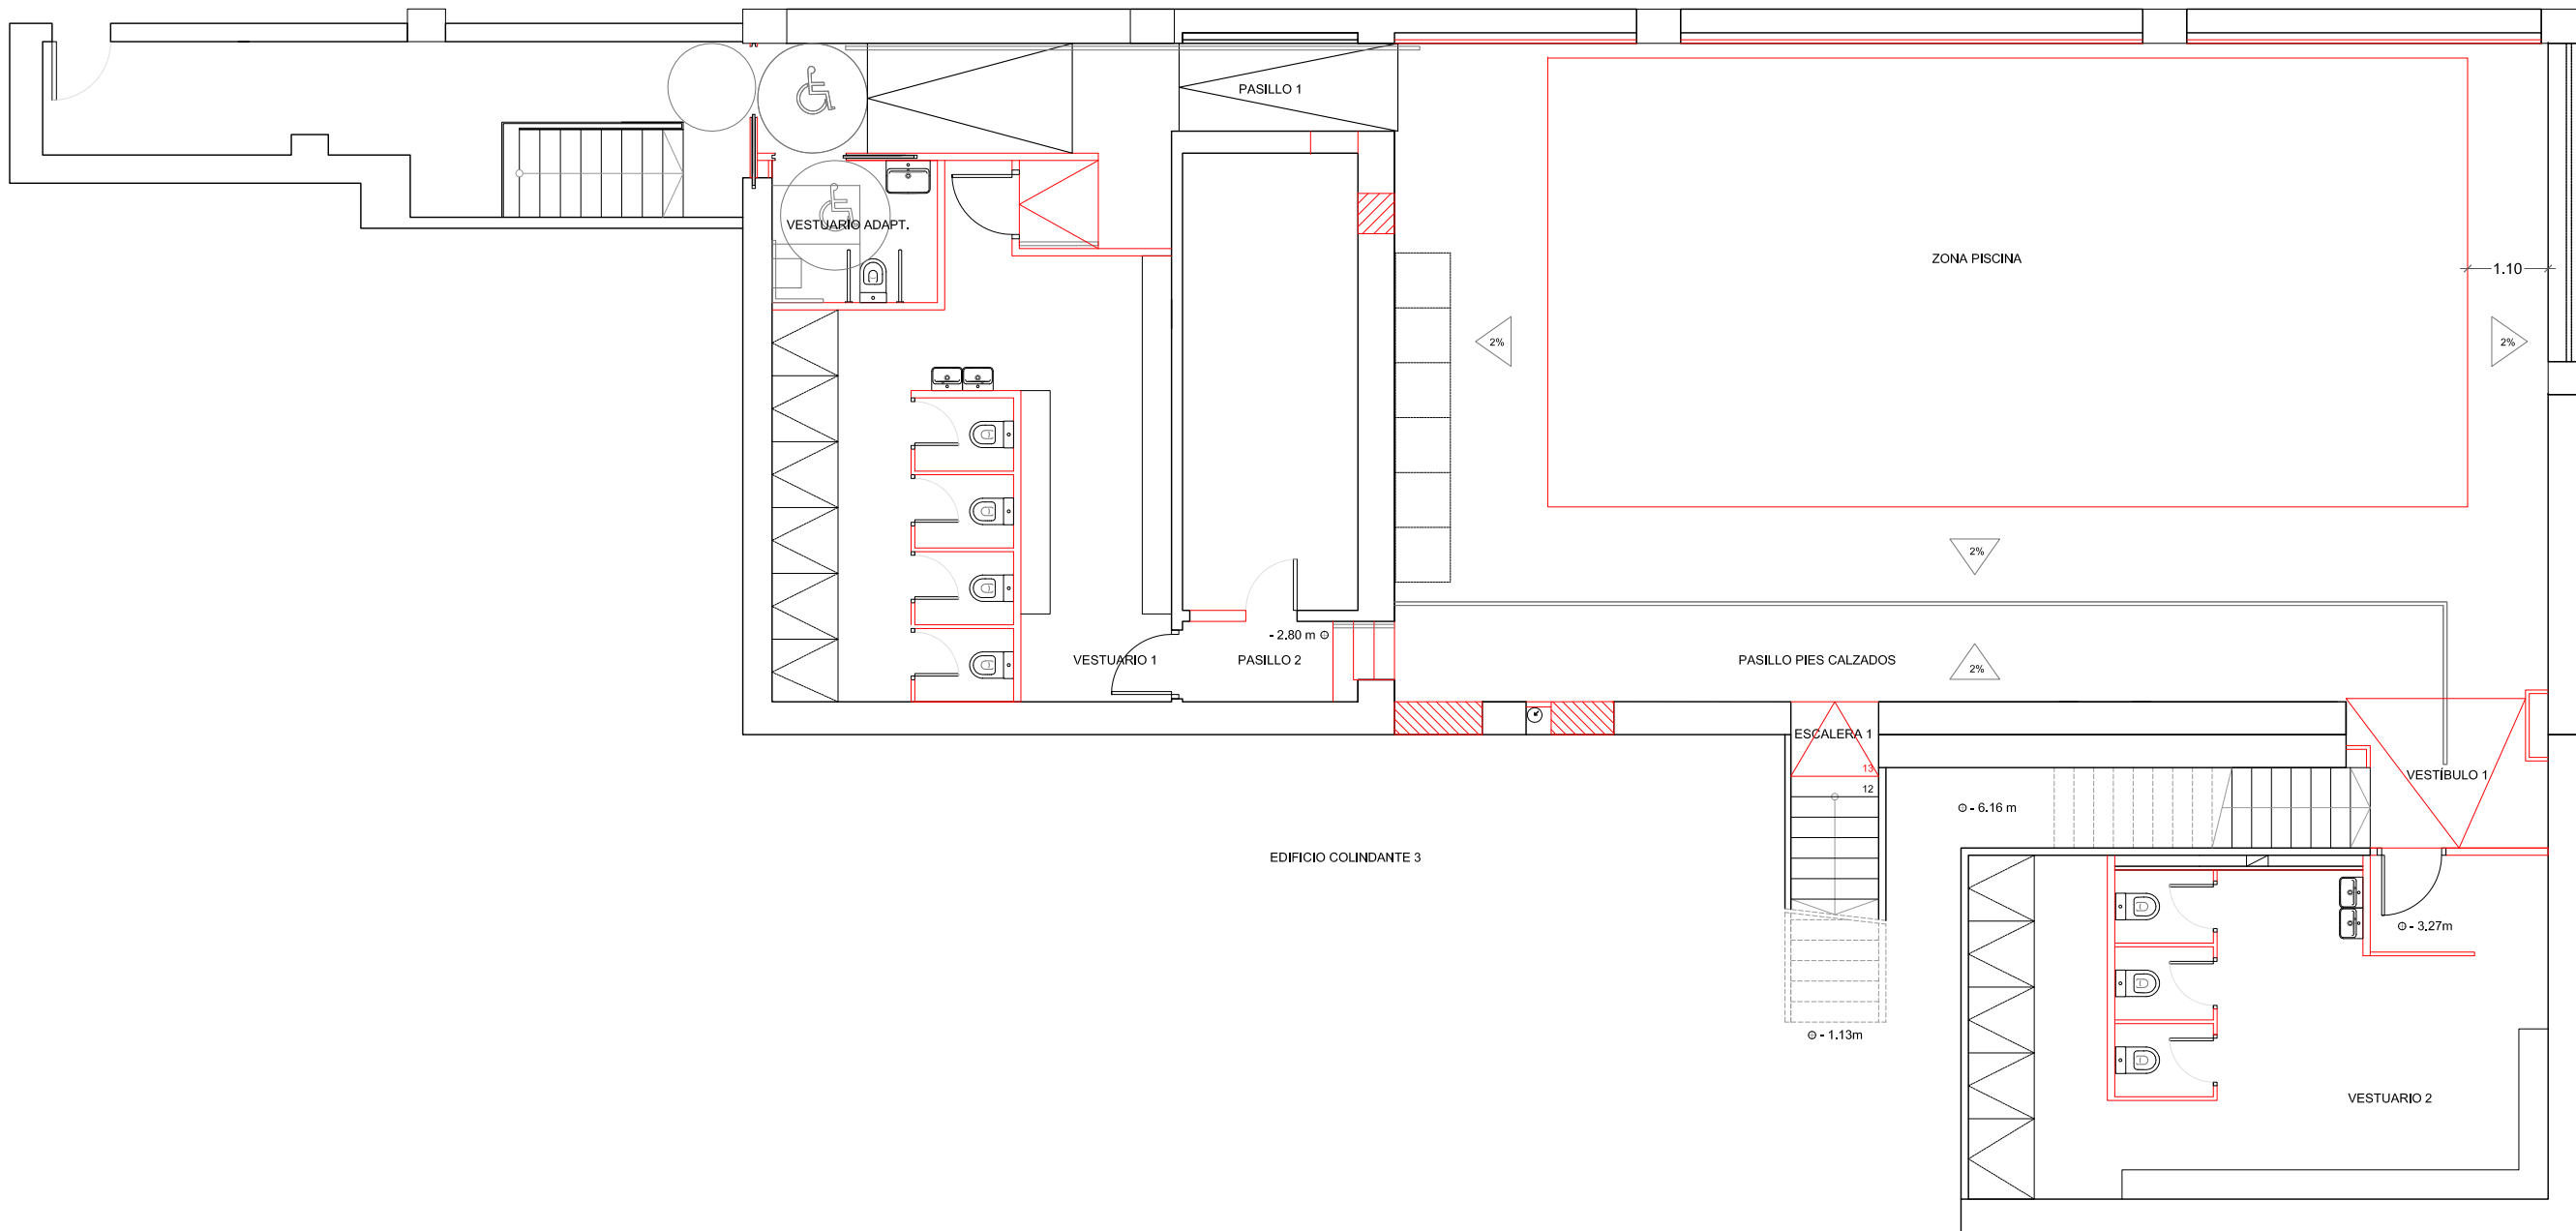 PASILLO 1
VESTUARIO ADAPT.
ZONA PISCINA
1.10
2%
2%
2%
- 2.80 m
VESTUARIO 1
PASILLO 2
PASILLO PIES CALZADOS
2%
ESCALERA 1
13
12
VESTÍBULO 1
- 6.16 m
EDIFICIO COLINDANTE 3
- 3.27m
- 1.13m
VESTUARIO 2